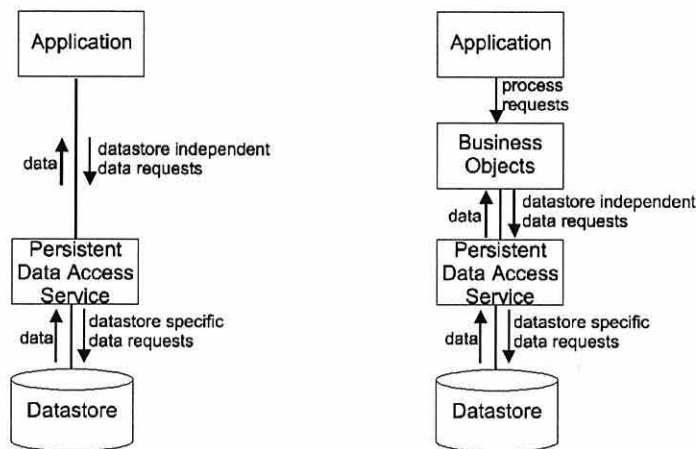 Application
data
datastore independent
data requests
Persistent
Data Access
Service
data
datastore specific
data requests
Datastore
Application
process
requests
Business
Objects
data
datastore independent
data requests
Persistent
Data Access
Service
data
datastore specific
data requests
Datastore